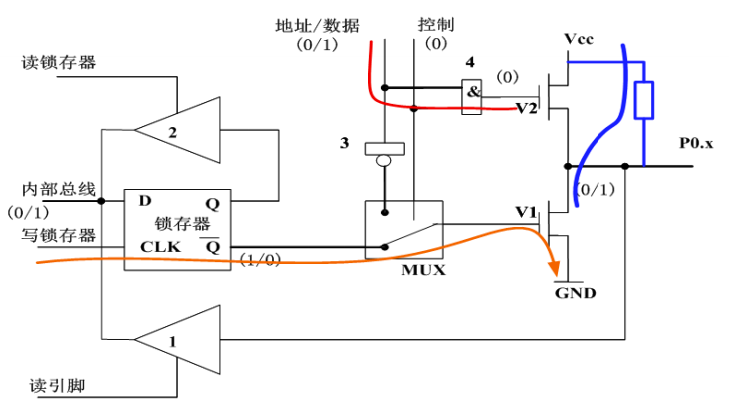 地址/数据 控制
(0/1) (0)
Vcc
读锁存器
4
(0)
&
V2
2
3
P0.x
内部总线
(0/1)
D Q
锁存器
(0/1)
V1
写锁存器
CLK Q
(1/0)
MUX
GND
1
读引脚